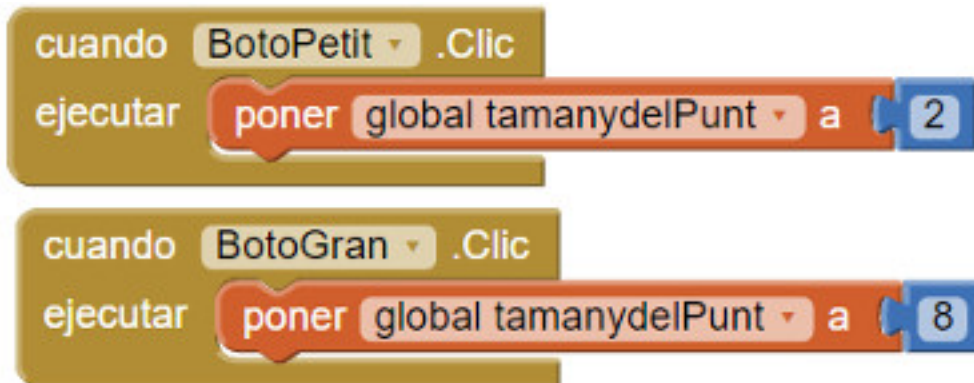 cuando BotoPetit .Clic
ejecutar poner global tamanydelPunt a 2
cuando BotoGran .Clic
ejecutar poner global tamanydelPunt a 8